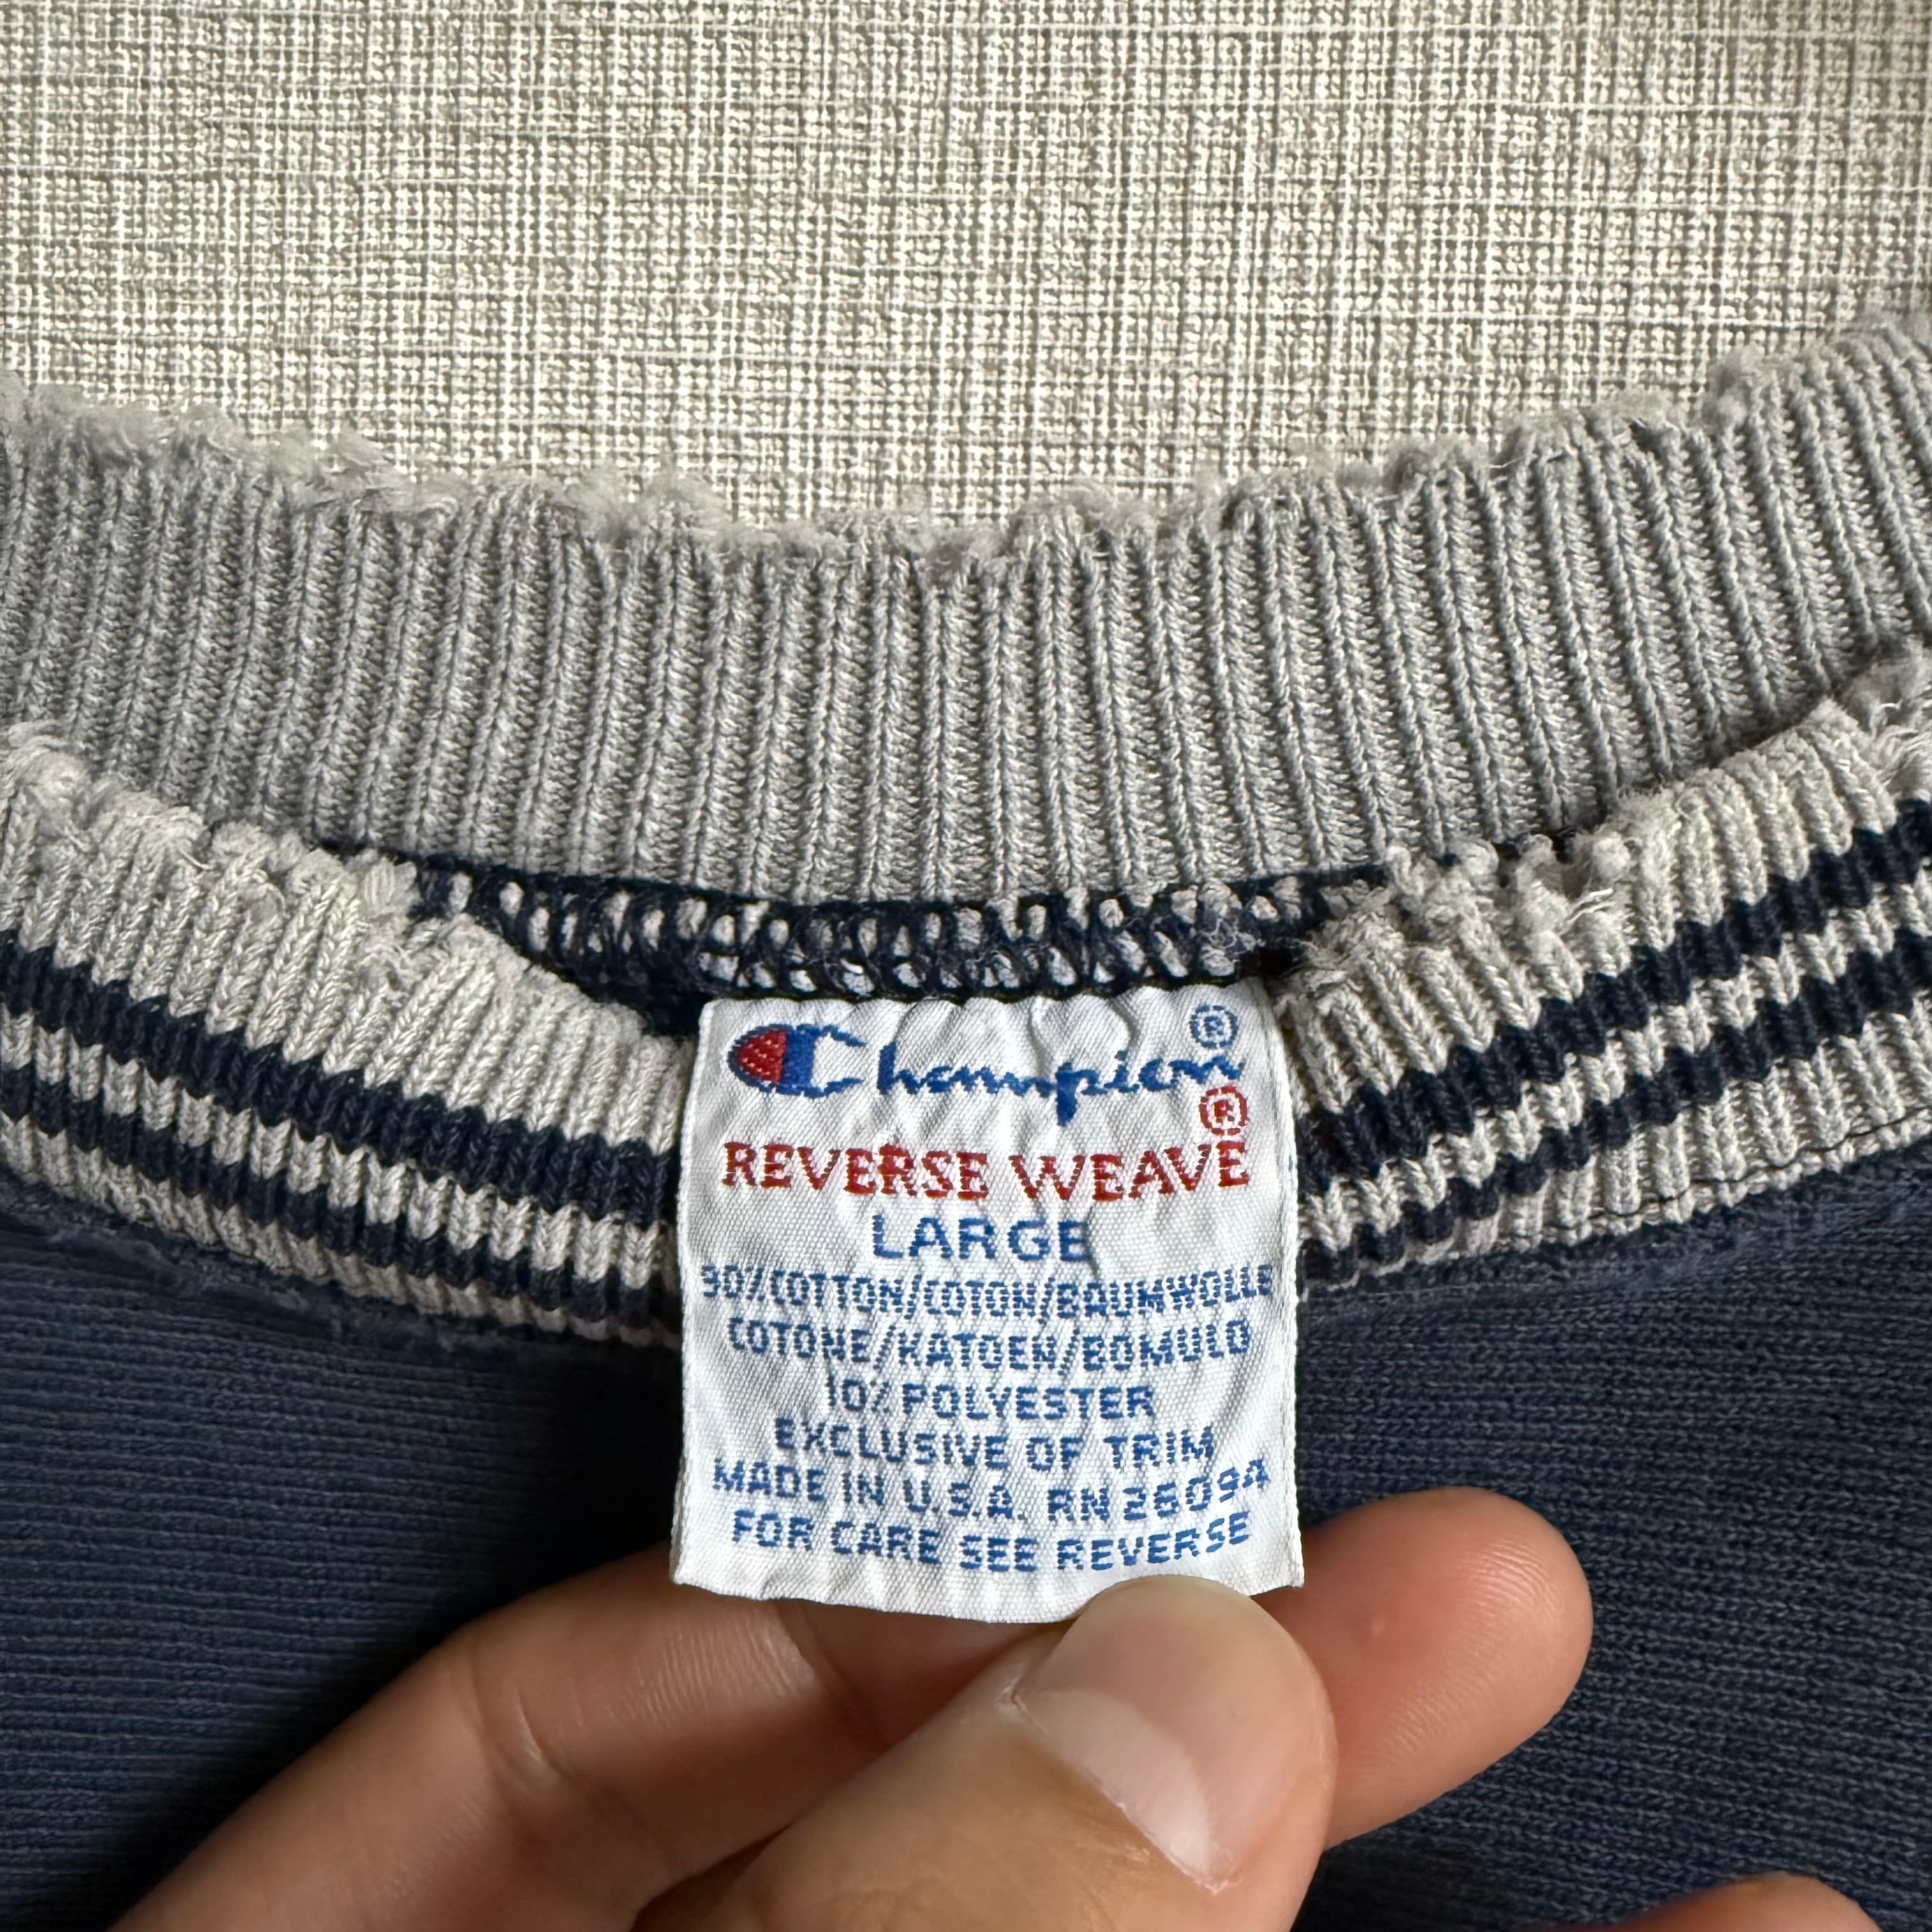 Champion®
®
REVERSE WEAVE
LARGE
90%COTTON/COTON/BAUMWOLLE
COTONE/KATOEN/BOMULD
10% POLYESTER
EXCLUSIVE OF TRIM
MADE IN U.S.A. RN 26094
FOR CARE SEE REVERSE